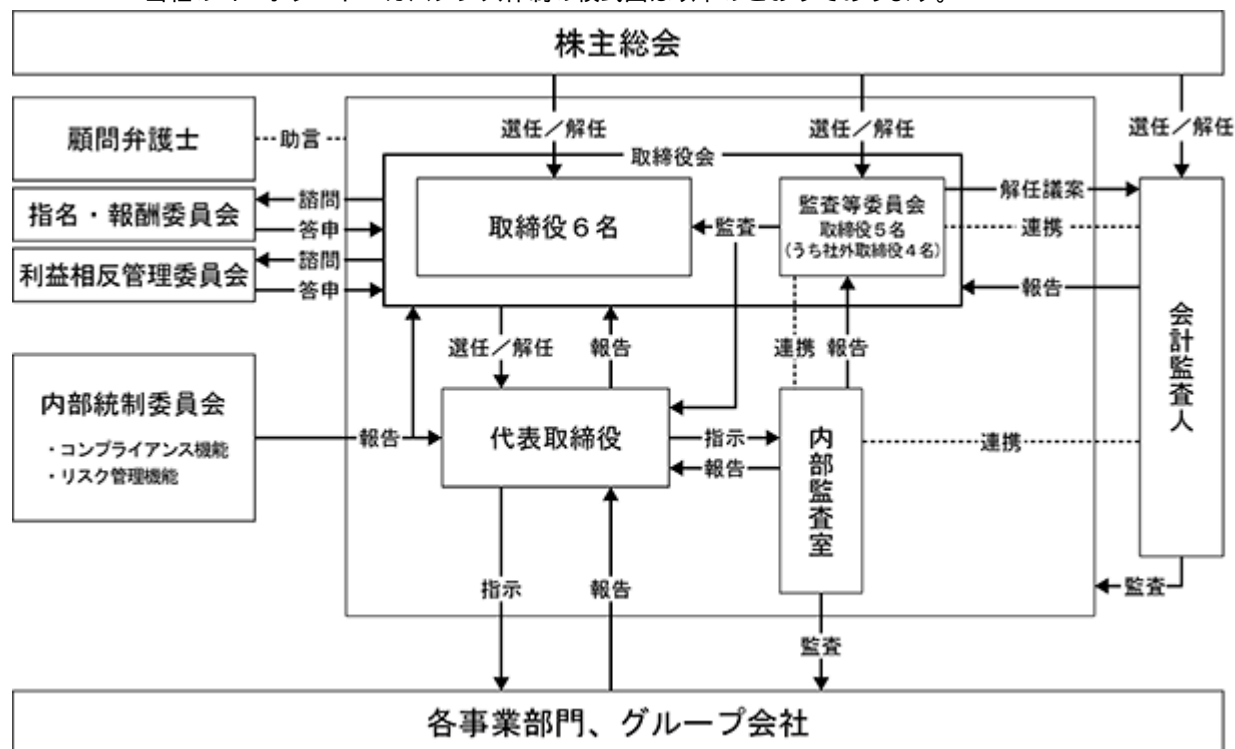 株主総会
選任／解任
選任／解任
選任／解任
顧問弁護士
助言
取締役会
指名・報酬委員会
諮問
答申
取締役６名
監査
監査等委員会
取締役５名
(うち社外取締役４名)
解任議案
連携
利益相反管理委員会
諮問
答申
報告
会計監査人
選任／解任
報告
連携
報告
内部統制委員会
・コンプライアンス機能
・リスク管理機能
報告
代表取締役
指示
報告
内部監査室
連携
指示
報告
監査
監査
各事業部門、グループ会社